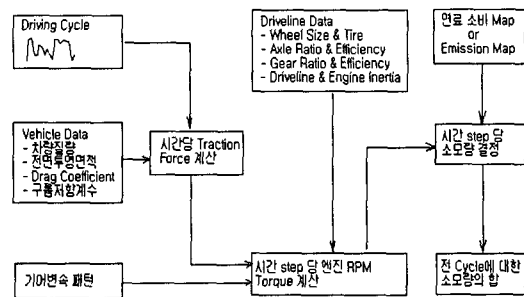 Driving Cycle
Driveline Data
- Wheel Size & Tire
- Axle Ratio & Efficiency
- Gear Ratio & Efficiency
- Driveline & Engine Inertia
연료 소비 Map
or
Emission Map
Vehicle Data
- 차량질량
- 전면투영면적
- Drag Coefficient
- 구름저항계수
시간당 Traction
Force 계산
시간 step 당
소모량 결정
기어변속 패턴
시간 step 당 엔진 RPM
Torque 계산
전 Cycle에 대한
소모량의 합